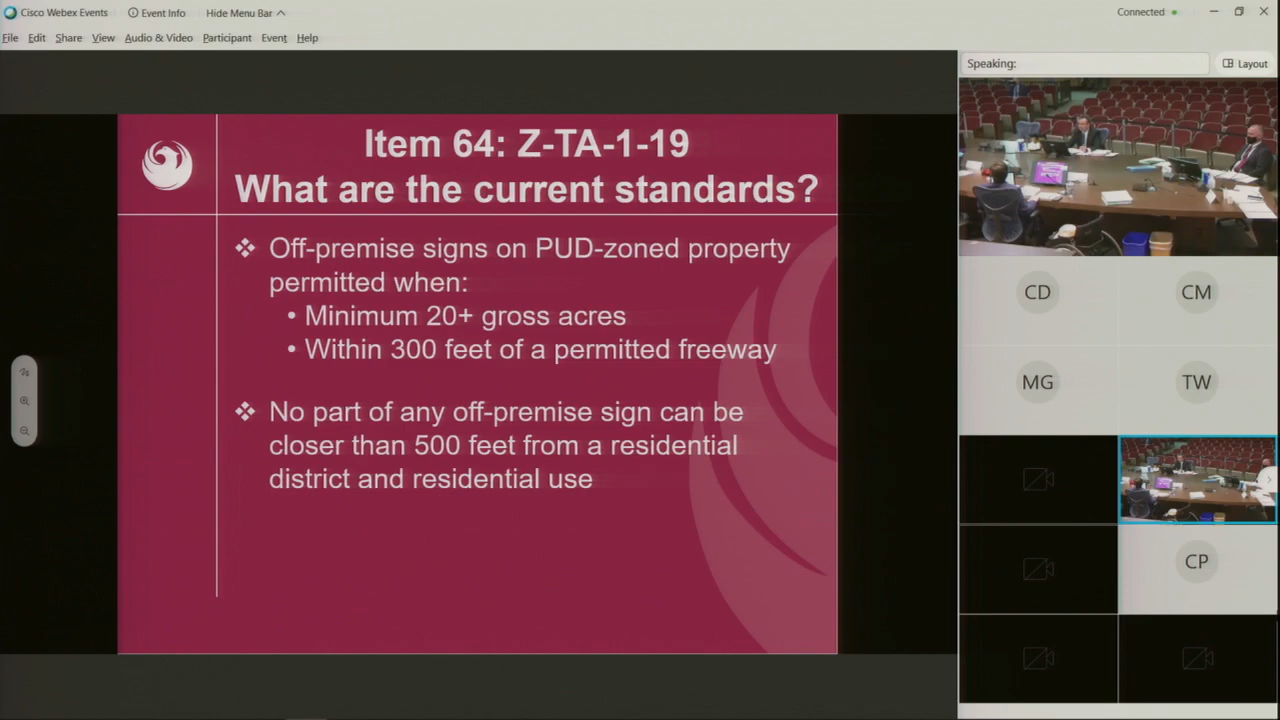 Cisco Webex Events
Event Info
Hide Menu Bar
Connected
File Edit Share View Audio & Video Participant Event Help
Speaking:
Layout
Item 64: Z-TA-1-19
What are the current standards?
❖ Off-premise signs on PUD-zoned property
permitted when:
• Minimum 20+ gross acres
• Within 300 feet of a permitted freeway
❖ No part of any off-premise sign can be
closer than 500 feet from a residential
district and residential use
CD
CM
MG
TW
CP